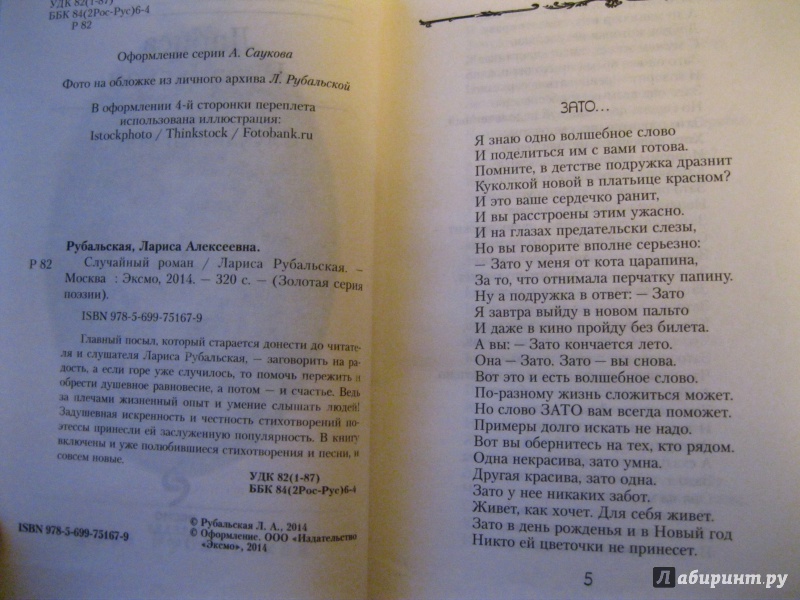 УДК 82(1-87)
ББК 84(2Рос-Рус)6-4
Р 82
Оформление серии А. Саукова
Фото на обложке из личного архива Л. Рубальской
В оформлении 4-й сторонки переплета
использована иллюстрация:
Istockphoto / Thinkstock / Fotobank.ru
Рубальская, Лариса Алексеевна.
Р 82 Случайный роман / Лариса Рубальская. –
Москва : Эксмо, 2014. — 320 с. — (Золотая серия
поэзии).
ISBN 978-5-699-75167-9
Главный посыл, который старается донести до читате-
ля и слушателя Лариса Рубальская, — заговорить на ра-
дость, а если горе уже случилось, то помочь пережить и
обрести душевное равновесие, а потом — и счастье. Ведь
за плечами жизненный опыт и умение слышать людей!
Задушевная искренность и честность стихотворений по-
этессы принесли ей заслуженную популярность. В книгу
включены и уже полюбившиеся стихотворения и песни, и
совсем новые.
УДК 82(1-87)
ББК 84(2Рос-Рус)6-4
© Рубальская Л. А., 2014
© Оформление. ООО «Издательство
«Эксмо», 2014
ISBN 978-5-699-75167-9
ЗАТО...
Я знаю одно волшебное слово
И поделиться им с вами готова.
Помните, в детстве подружка дразнит
Куколкой новой в платьице красном?
И это ваше сердечко ранит,
И вы расстроены этим ужасно.
И на глазах предательски слезы,
Но вы говорите вполне серьезно:
– Зато у меня от кота царапина,
За то, что отнимала перчатку папину.
Ну а подружка в ответ: — Зато
Я завтра выйду в новом пальто
И даже в кино пройду без билета.
А вы: — Зато кончается лето.
Она — Зато. Зато — вы снова.
Вот это и есть волшебное слово.
По-разному жизнь сложиться может.
Но слово ЗАТО вам всегда поможет.
Примеры долго искать не надо.
Вот вы обернитесь на тех, кто рядом.
Одна некрасива, зато умна.
Другая красива, зато одна.
Зато у нее никаких забот.
Живет, как хочет. Для себя живет.
Зато в день рожденья и в Новый год
Никто ей цветочки не принесет.
5
Лабиринт.ру